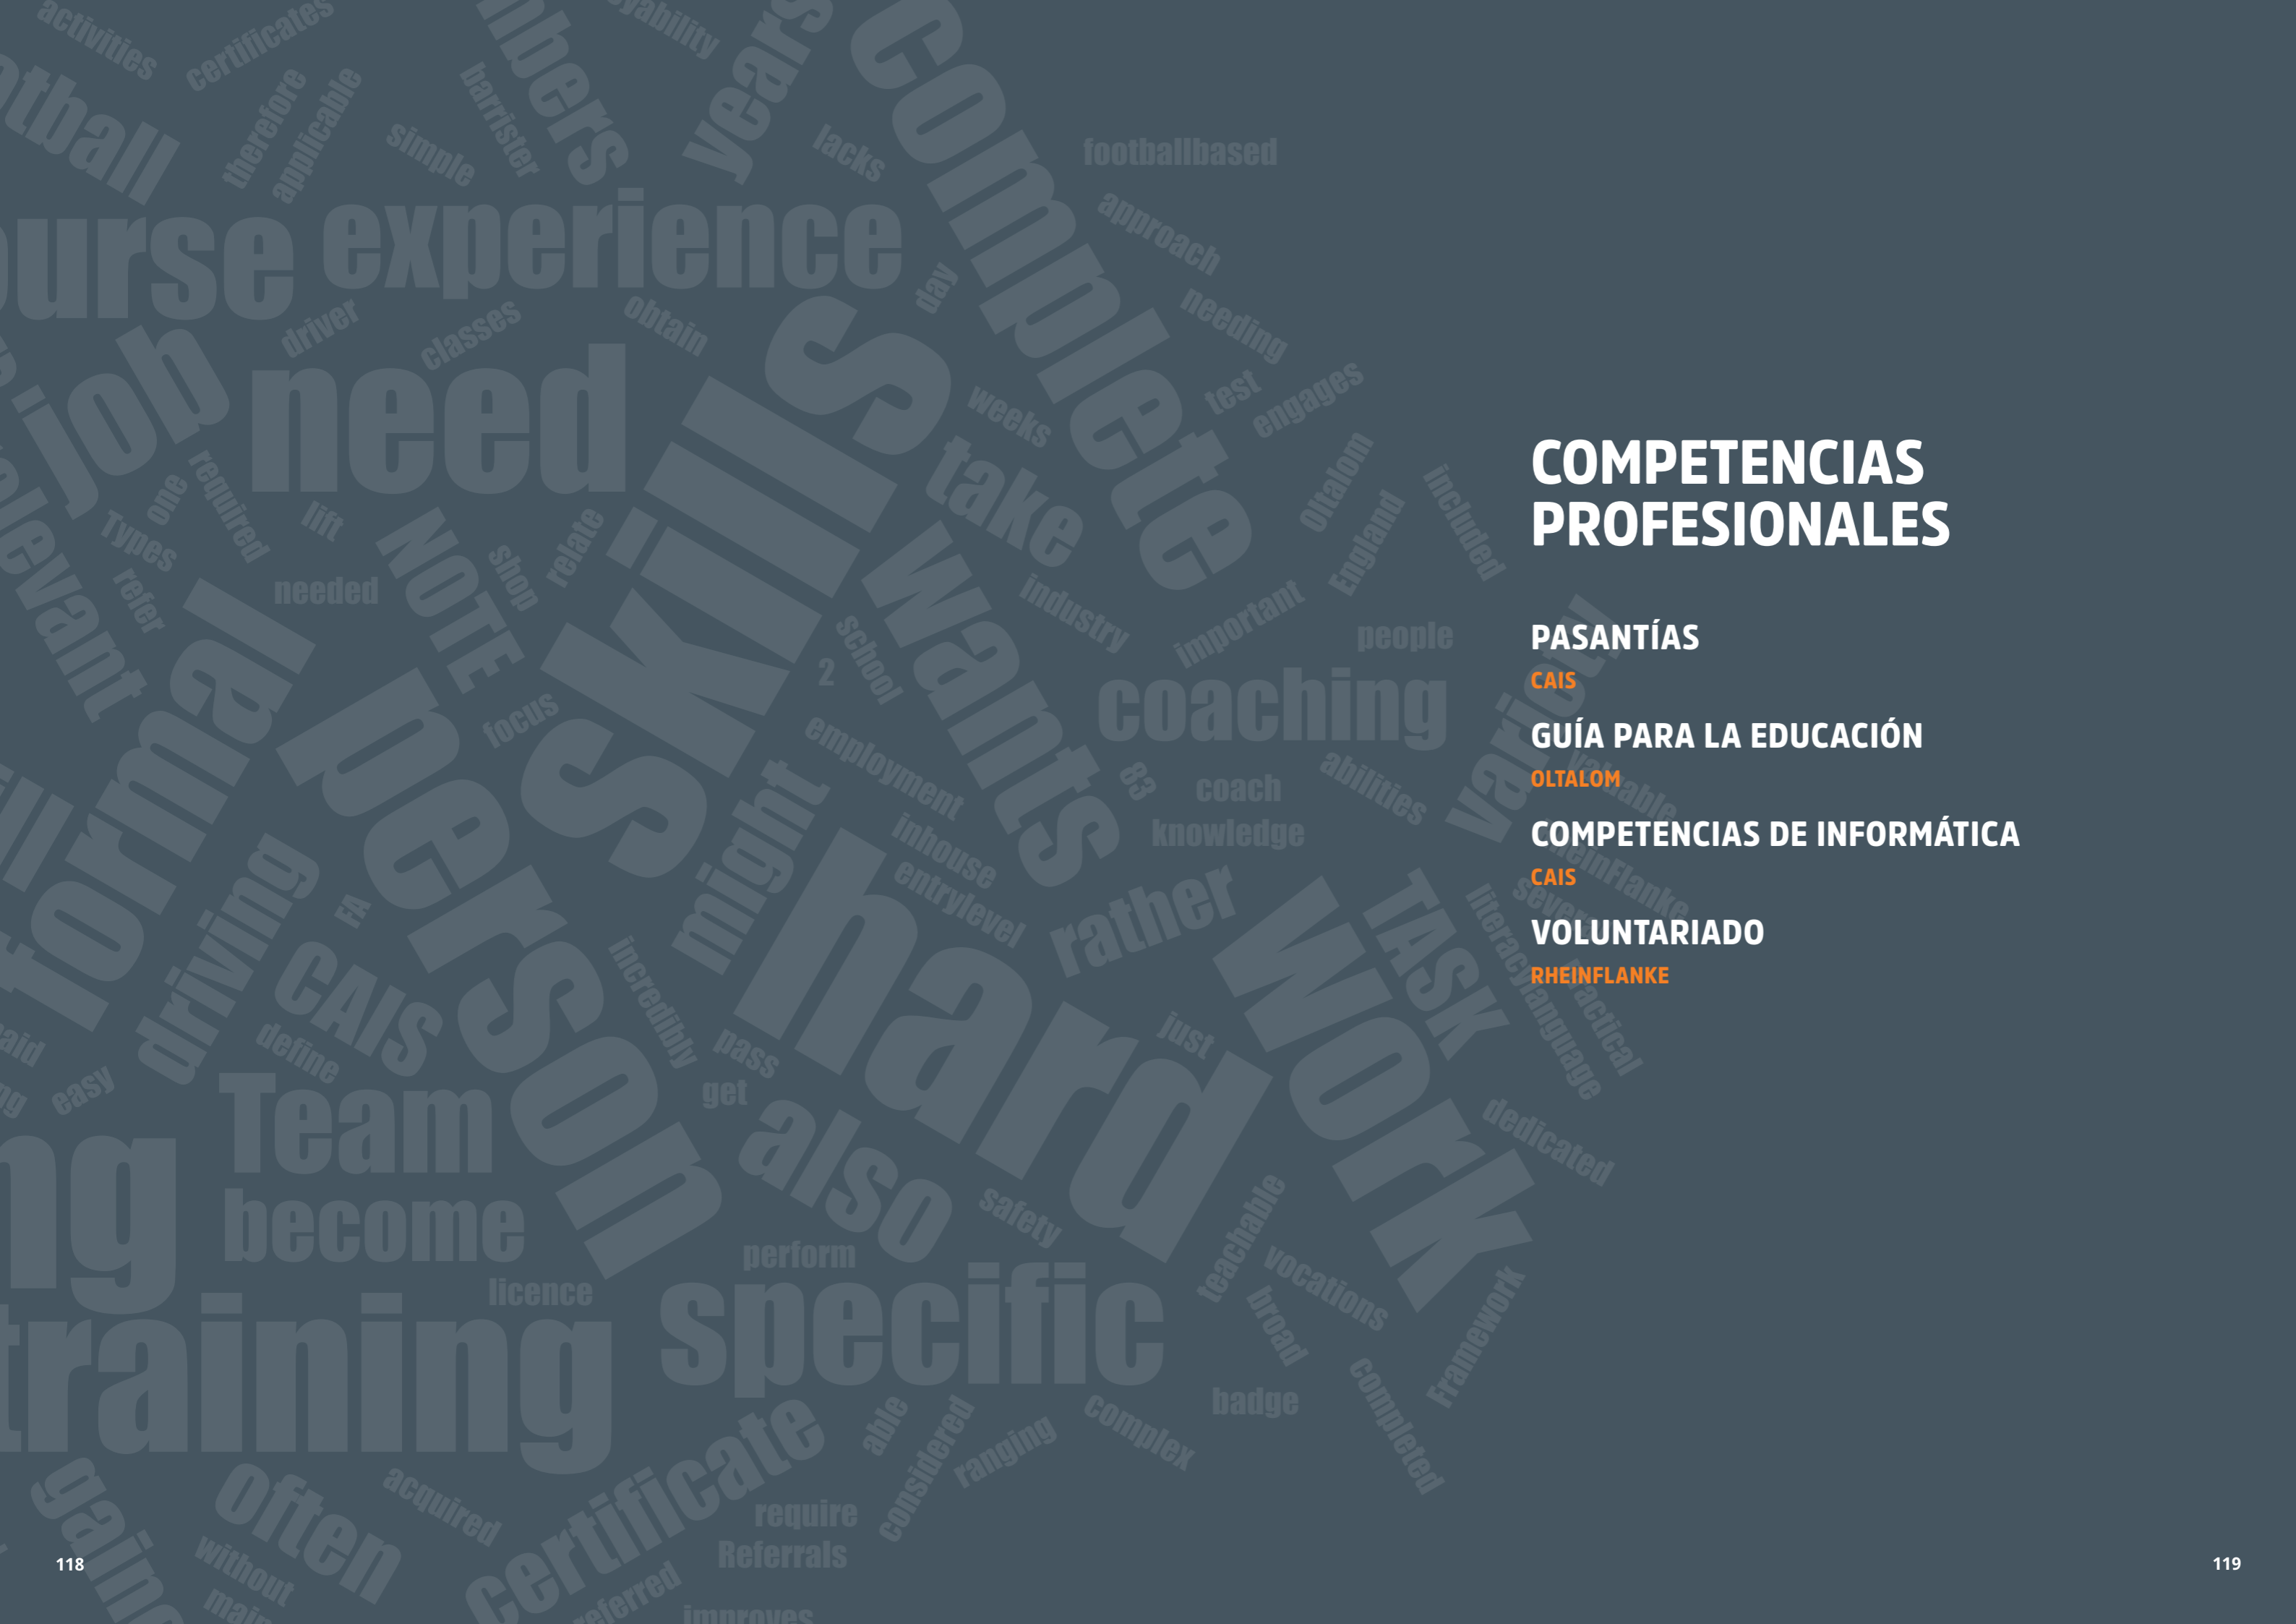 activities
certificates
therefore
applicable
simple
barrister
years
lacks
complete
footballbased
approach
needing
experience
driver
classes
obtain
day
job
need
skills
weeks
take
test
engages
Oltalom
England
included
one
required
Types
refer
lift
NOTE
shop
relate
needed
wants
industry
important
people
school
2
coaching
formal
person
focus
employment
83
coach
abilities
knowledge
might
inhouse
entrylevel
hard
rather
work
TASK
literacylanguage
driving
FA
CAIS
define
incredibly
pass
get
just
also
easy
Team
become
licence
training
perform
specific
safety
teachable
vocations
broad
dedicated
Framework
completed
badge
complex
ranging
considered
able
certificate
require
Referrals
acquired
often
without
improves
COMPETENCIAS
PROFESIONALES
PASANTÍAS
CAIS
GUÍA PARA LA EDUCACIÓN
OLTALOM
COMPETENCIAS DE INFORMÁTICA
CAIS
VOLUNTARIADO
RHEINFLANKE
118
119